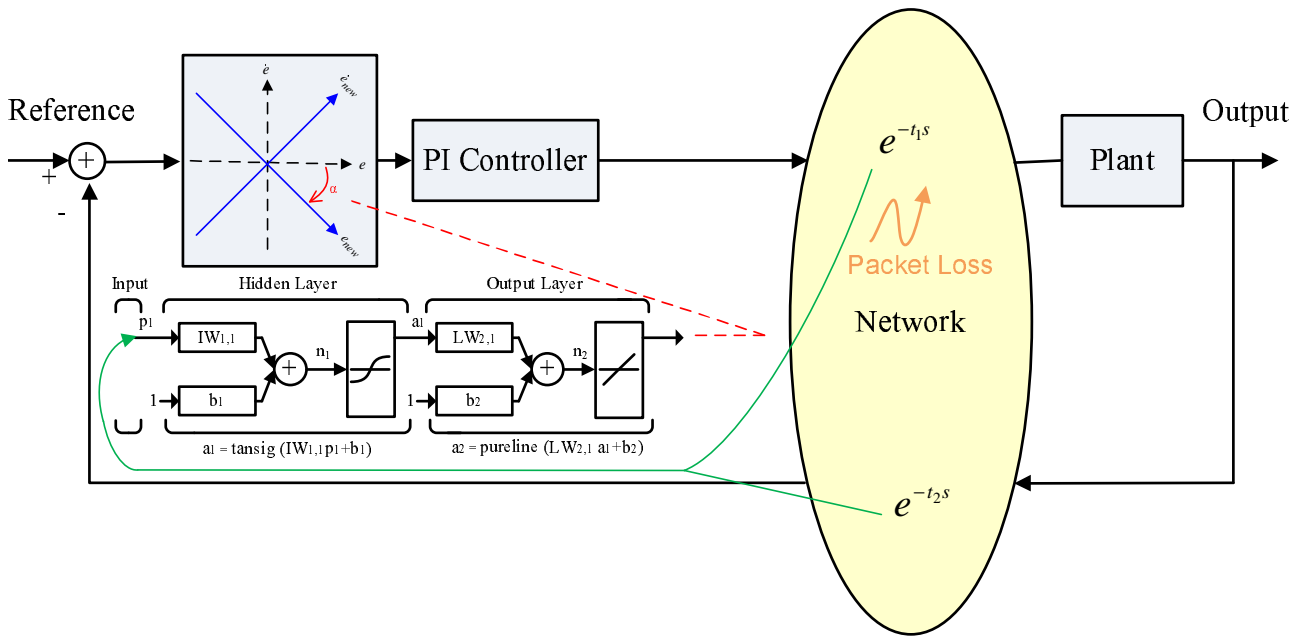 Reference
+
+
-
ė
ė_new
e
α
e_new
PI Controller
e^{-t_1 s}
Packet Loss
Network
e^{-t_2 s}
Plant
Output
Input
Hidden Layer
Output Layer
p1
IW1,1
+
n1
a1
LW2,1
+
n2
1
b1
1
b2
a1 = tansig (IW1,1p1+b1)
a2 = pureline (LW2,1 a1+b2)